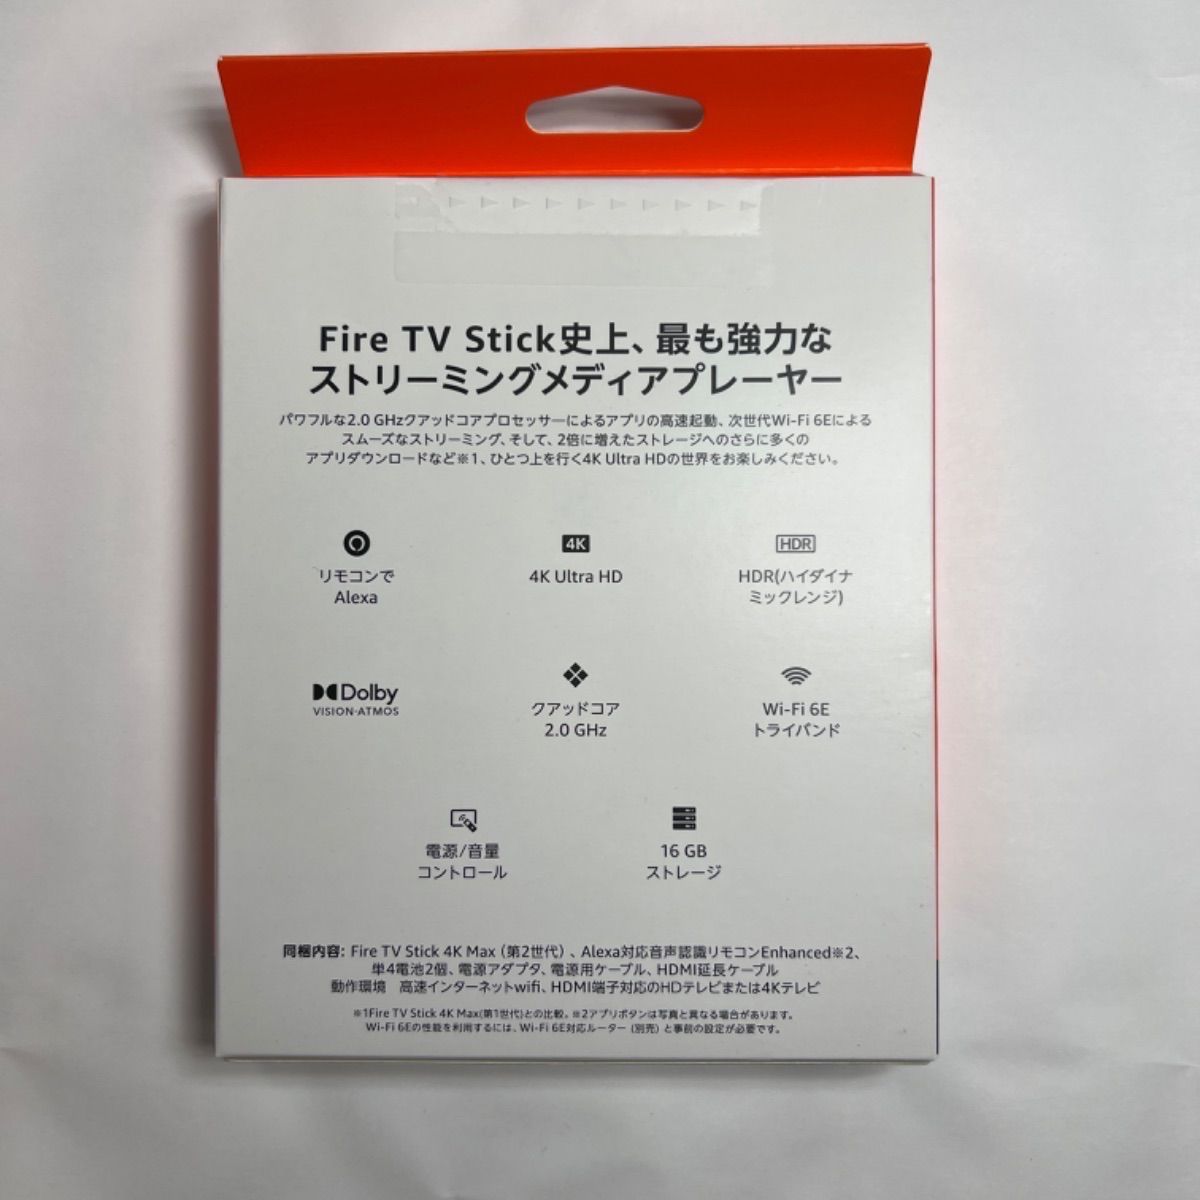 Fire TV Stick史上、最も強力な
ストリーミングメディアプレーヤー
パワフルな2.0 GHzクアッドコアプロセッサーによるアプリの高速起動、次世代Wi-Fi 6Eによる
スムーズなストリーミング、そして、2倍に増えたストレージへのさらに多くの
アプリダウンロードなど※1、ひとつ上を行く4K Ultra HDの世界をお楽しみください。
リモコンで
Alexa
4K
4K Ultra HD
HDR
HDR(ハイダイナ
ミックレンジ)
Dolby
VISION·ATMOS
クアッドコア
2.0 GHz
Wi-Fi 6E
トライバンド
電源/音量
コントロール
16 GB
ストレージ
同梱内容: Fire TV Stick 4K Max（第2世代）、Alexa対応音声認識リモコンEnhanced※2、
単4電池2個、電源アダプタ、電源用ケーブル、HDMI延長ケーブル
動作環境　高速インターネットwifi、HDMI端子対応のHDテレビまたは4Kテレビ
※1Fire TV Stick 4K Max(第1世代)との比較。※2アプリボタンは写真と異なる場合があります。
Wi-Fi 6Eの性能を利用するには、Wi-Fi 6E対応ルーター (別売) と事前の設定が必要です。